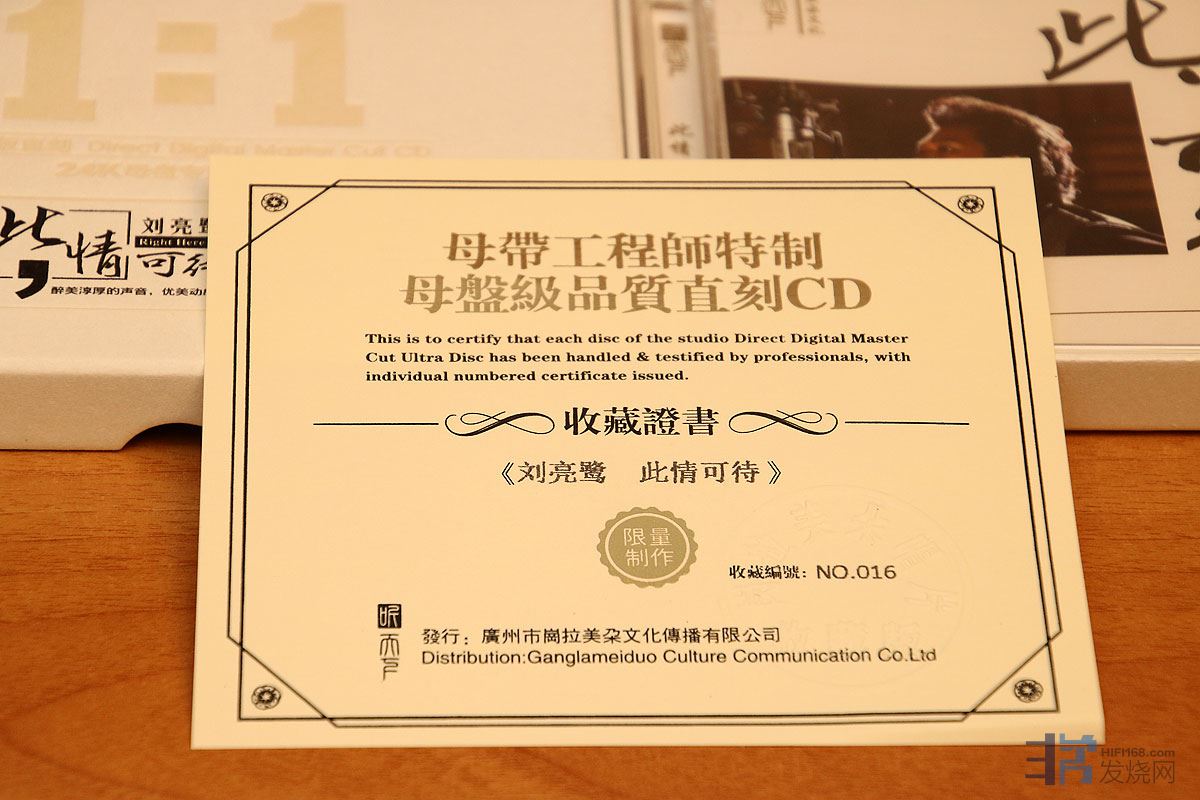 1:1
Direct Digital Master Cut CD
24K
此情
刘亮鹭
Right Here
可
醉美淳厚的声音，优美动
此
此情
母帶工程師特制
母盤級品質直刻CD
This is to certify that each disc of the studio Direct Digital Master
Cut Ultra Disc has been handled & testified by professionals, with
individual numbered certificate issued.
收藏證書
《刘亮鹭 此情可待》
限量
制作
收藏編號：NO.016
發行：廣州市崗拉美朵文化傳播有限公司
Distribution:Ganglameiduo Culture Communication Co.Ltd
HIFI168.com
发烧网